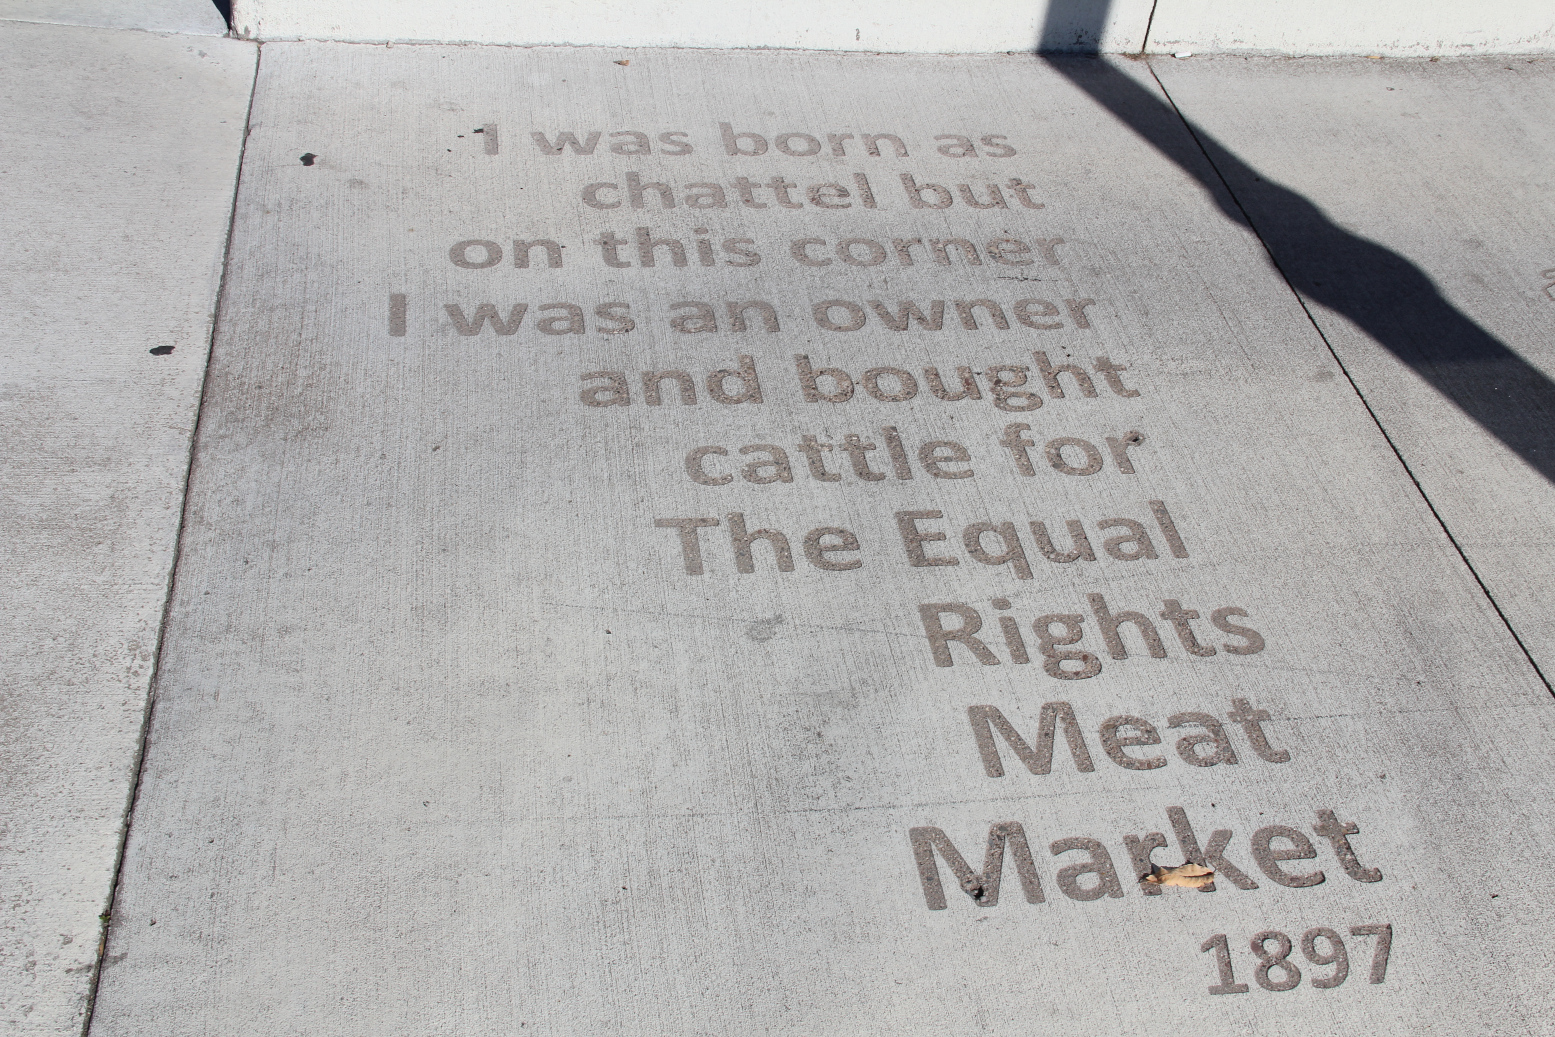 I was born as
chattel but
on this corner
I was an owner
and bought
cattle for
The Equal
Rights
Meat
Market
1897